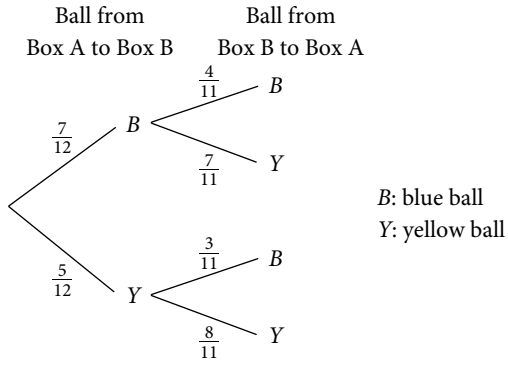 Ball from Ball from
Box A to Box B Box B to Box A
4/11
B
7/12
B
7/11
Y
B: blue ball
Y: yellow ball
3/11
B
5/12
Y
8/11
Y